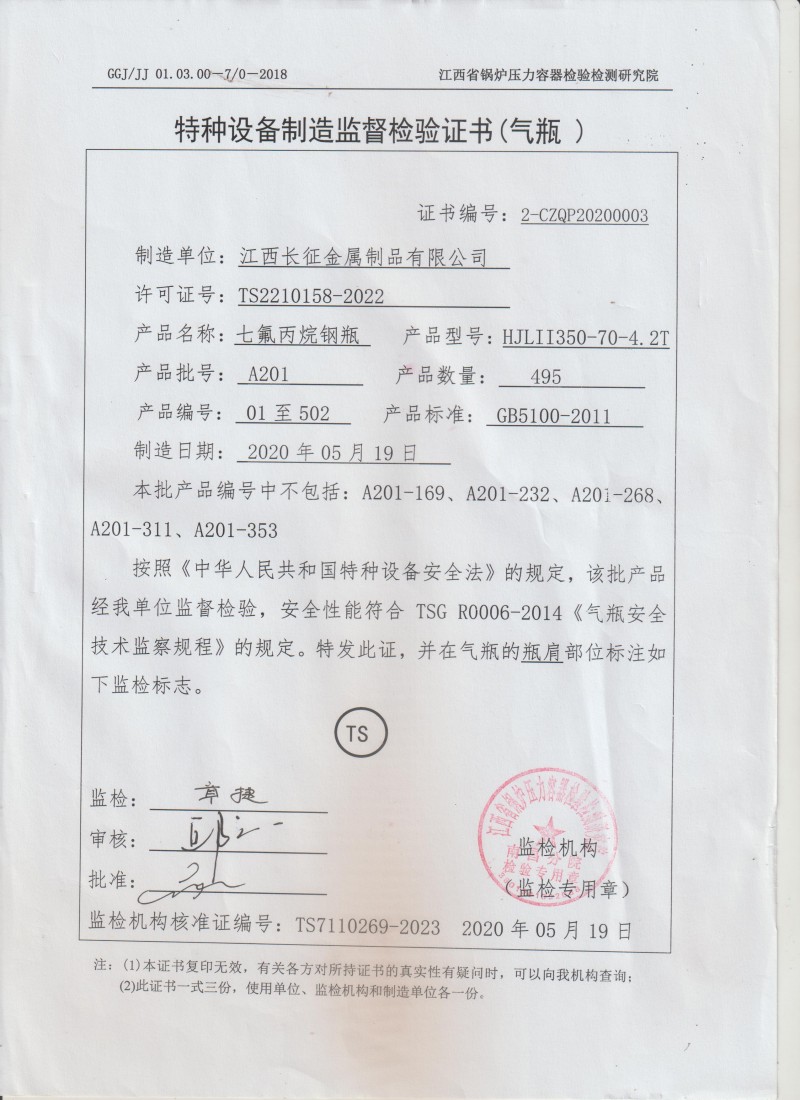 GGJ/JJ 01.03.00-7/0-2018 江西省锅炉压力容器检验检测研究院
特种设备制造监督检验证书(气瓶 )
证书编号: 2-CZQP20200003
制造单位: 江西长征金属制品有限公司
许可证号: TS2210158-2022
产品名称: 七氟丙烷钢瓶 产品型号: HJLII350-70-4.2T
产品批号: A201 产品数量: 495
产品编号: 01 至 502 产品标准: GB5100-2011
制造日期: 2020 年 05 月 19 日
本批产品编号中不包括: A201-169、A201-232、A201-268、
A201-311、A201-353
按照《中华人民共和国特种设备安全法》的规定, 该批产品
经我单位监督检验, 安全性能符合 TSG R0006-2014《气瓶安全
技术监察规程》的规定。特发此证, 并在气瓶的瓶肩部位标注如
下监检标志。
TS
监检: 章捷
审核:
批准:
监检机构
(监检专用章)
检验专用章
监检机构核准证编号: TS7110269-2023 2020 年 05 月 19 日
注: (1)本证书复印无效, 有关各方对所持证书的真实性有疑问时, 可以向我机构查询;
(2)此证书一式三份, 使用单位、监检机构和制造单位各一份。